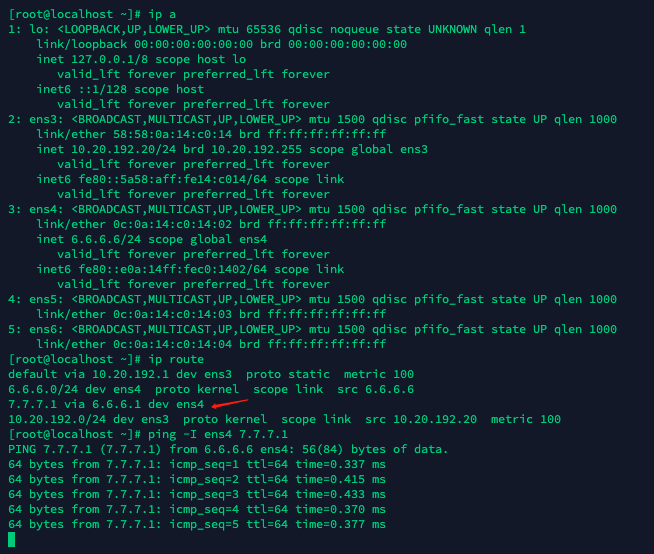 [root@localhost ~]# ip a
1: lo: <LOOPBACK,UP,LOWER_UP> mtu 65536 qdisc noqueue state UNKNOWN qlen 1
    link/loopback 00:00:00:00:00:00 brd 00:00:00:00:00:00
    inet 127.0.0.1/8 scope host lo
       valid_lft forever preferred_lft forever
    inet6 ::1/128 scope host
       valid_lft forever preferred_lft forever
2: ens3: <BROADCAST,MULTICAST,UP,LOWER_UP> mtu 1500 qdisc pfifo_fast state UP qlen 1000
    link/ether 58:58:0a:14:c0:14 brd ff:ff:ff:ff:ff:ff
    inet 10.20.192.20/24 brd 10.20.192.255 scope global ens3
       valid_lft forever preferred_lft forever
    inet6 fe80::5a58:aff:fe14:c014/64 scope link
       valid_lft forever preferred_lft forever
3: ens4: <BROADCAST,MULTICAST,UP,LOWER_UP> mtu 1500 qdisc pfifo_fast state UP qlen 1000
    link/ether 0c:0a:14:c0:14:02 brd ff:ff:ff:ff:ff:ff
    inet 6.6.6.6/24 scope global ens4
       valid_lft forever preferred_lft forever
    inet6 fe80::e0a:14ff:fec0:1402/64 scope link
       valid_lft forever preferred_lft forever
4: ens5: <BROADCAST,MULTICAST,UP,LOWER_UP> mtu 1500 qdisc pfifo_fast state UP qlen 1000
    link/ether 0c:0a:14:c0:14:03 brd ff:ff:ff:ff:ff:ff
5: ens6: <BROADCAST,MULTICAST,UP,LOWER_UP> mtu 1500 qdisc pfifo_fast state UP qlen 1000
    link/ether 0c:0a:14:c0:14:04 brd ff:ff:ff:ff:ff:ff
[root@localhost ~]# ip route
default via 10.20.192.1 dev ens3  proto static  metric 100
6.6.6.0/24 dev ens4  proto kernel  scope link  src 6.6.6.6
7.7.7.1 via 6.6.6.1 dev ens4
10.20.192.0/24 dev ens3  proto kernel  scope link  src 10.20.192.20  metric 100
[root@localhost ~]# ping -I ens4 7.7.7.1
PING 7.7.7.1 (7.7.7.1) from 6.6.6.6 ens4: 56(84) bytes of data.
64 bytes from 7.7.7.1: icmp_seq=1 ttl=64 time=0.337 ms
64 bytes from 7.7.7.1: icmp_seq=2 ttl=64 time=0.415 ms
64 bytes from 7.7.7.1: icmp_seq=3 ttl=64 time=0.433 ms
64 bytes from 7.7.7.1: icmp_seq=4 ttl=64 time=0.370 ms
64 bytes from 7.7.7.1: icmp_seq=5 ttl=64 time=0.377 ms